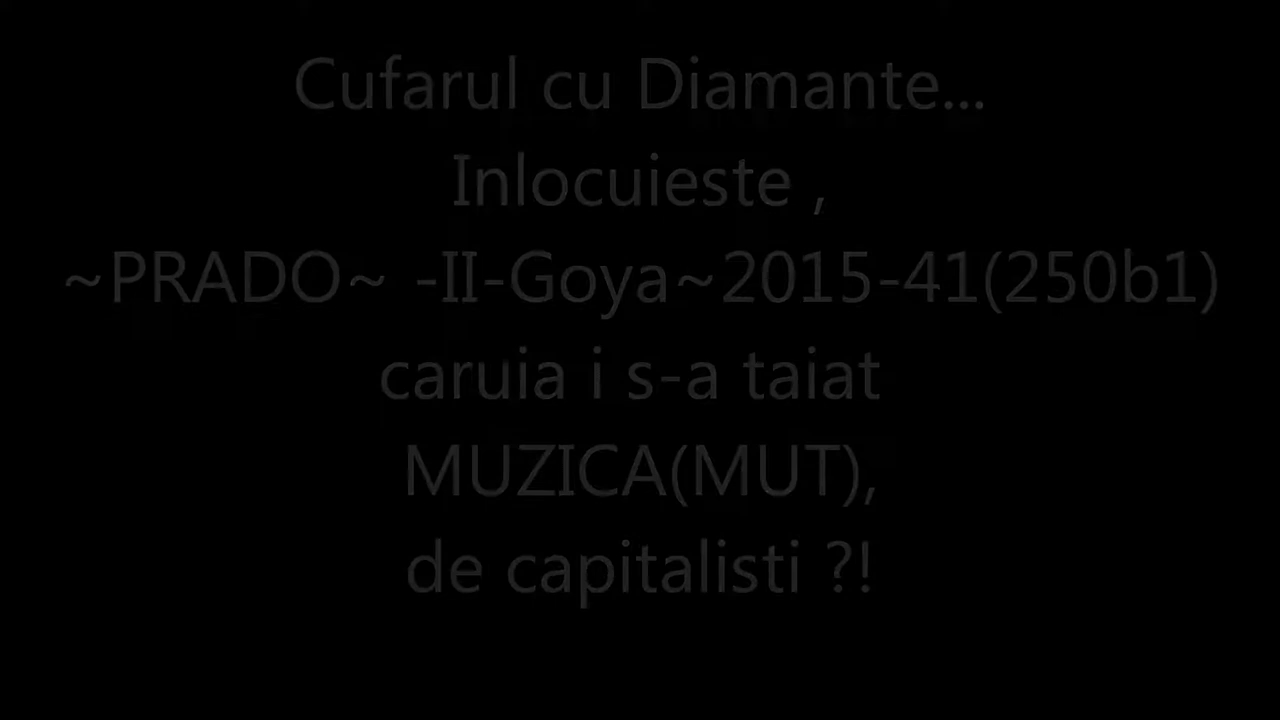 Cufarul cu Diamante...
Inlocuieste ,
~PRADO~ -II-Goya~2015-41(250b1)
caruia i s-a taiat
MUZICA(MUT),
de capitalisti ?!